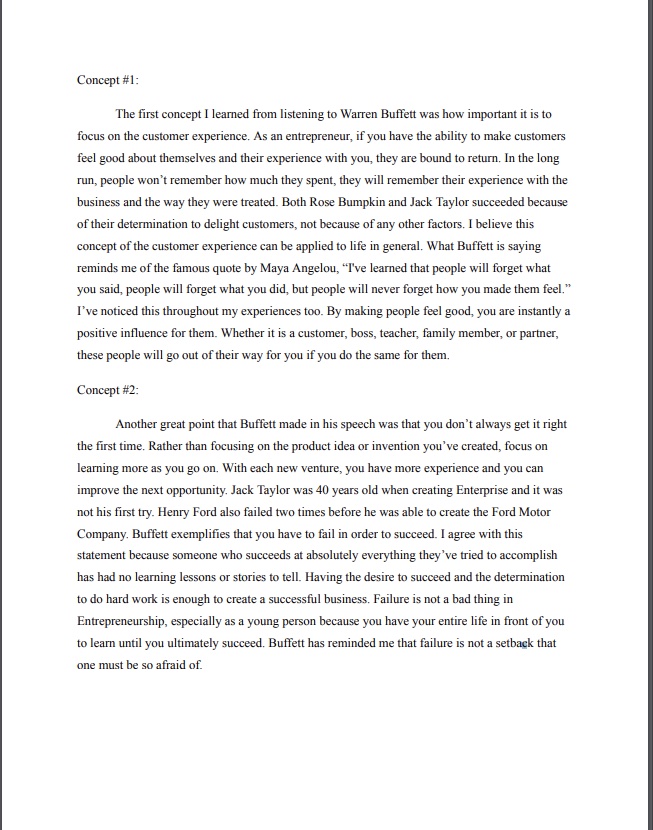 Concept #1:
The first concept I learned from listening to Warren Buffett was how important it is to
focus on the customer experience. As an entrepreneur, if you have the ability to make customers
feel good about themselves and their experience with you, they are bound to return. In the long
run, people won’t remember how much they spent, they will remember their experience with the
business and the way they were treated. Both Rose Bumpkin and Jack Taylor succeeded because
of their determination to delight customers, not because of any other factors. I believe this
concept of the customer experience can be applied to life in general. What Buffett is saying
reminds me of the famous quote by Maya Angelou, “I've learned that people will forget what
you said, people will forget what you did, but people will never forget how you made them feel.”
I’ve noticed this throughout my experiences too. By making people feel good, you are instantly a
positive influence for them. Whether it is a customer, boss, teacher, family member, or partner,
these people will go out of their way for you if you do the same for them.
Concept #2:
Another great point that Buffett made in his speech was that you don’t always get it right
the first time. Rather than focusing on the product idea or invention you’ve created, focus on
learning more as you go on. With each new venture, you have more experience and you can
improve the next opportunity. Jack Taylor was 40 years old when creating Enterprise and it was
not his first try. Henry Ford also failed two times before he was able to create the Ford Motor
Company. Buffett exemplifies that you have to fail in order to succeed. I agree with this
statement because someone who succeeds at absolutely everything they’ve tried to accomplish
has had no learning lessons or stories to tell. Having the desire to succeed and the determination
to do hard work is enough to create a successful business. Failure is not a bad thing in
Entrepreneurship, especially as a young person because you have your entire life in front of you
to learn until you ultimately succeed. Buffett has reminded me that failure is not a setback that
one must be so afraid of.